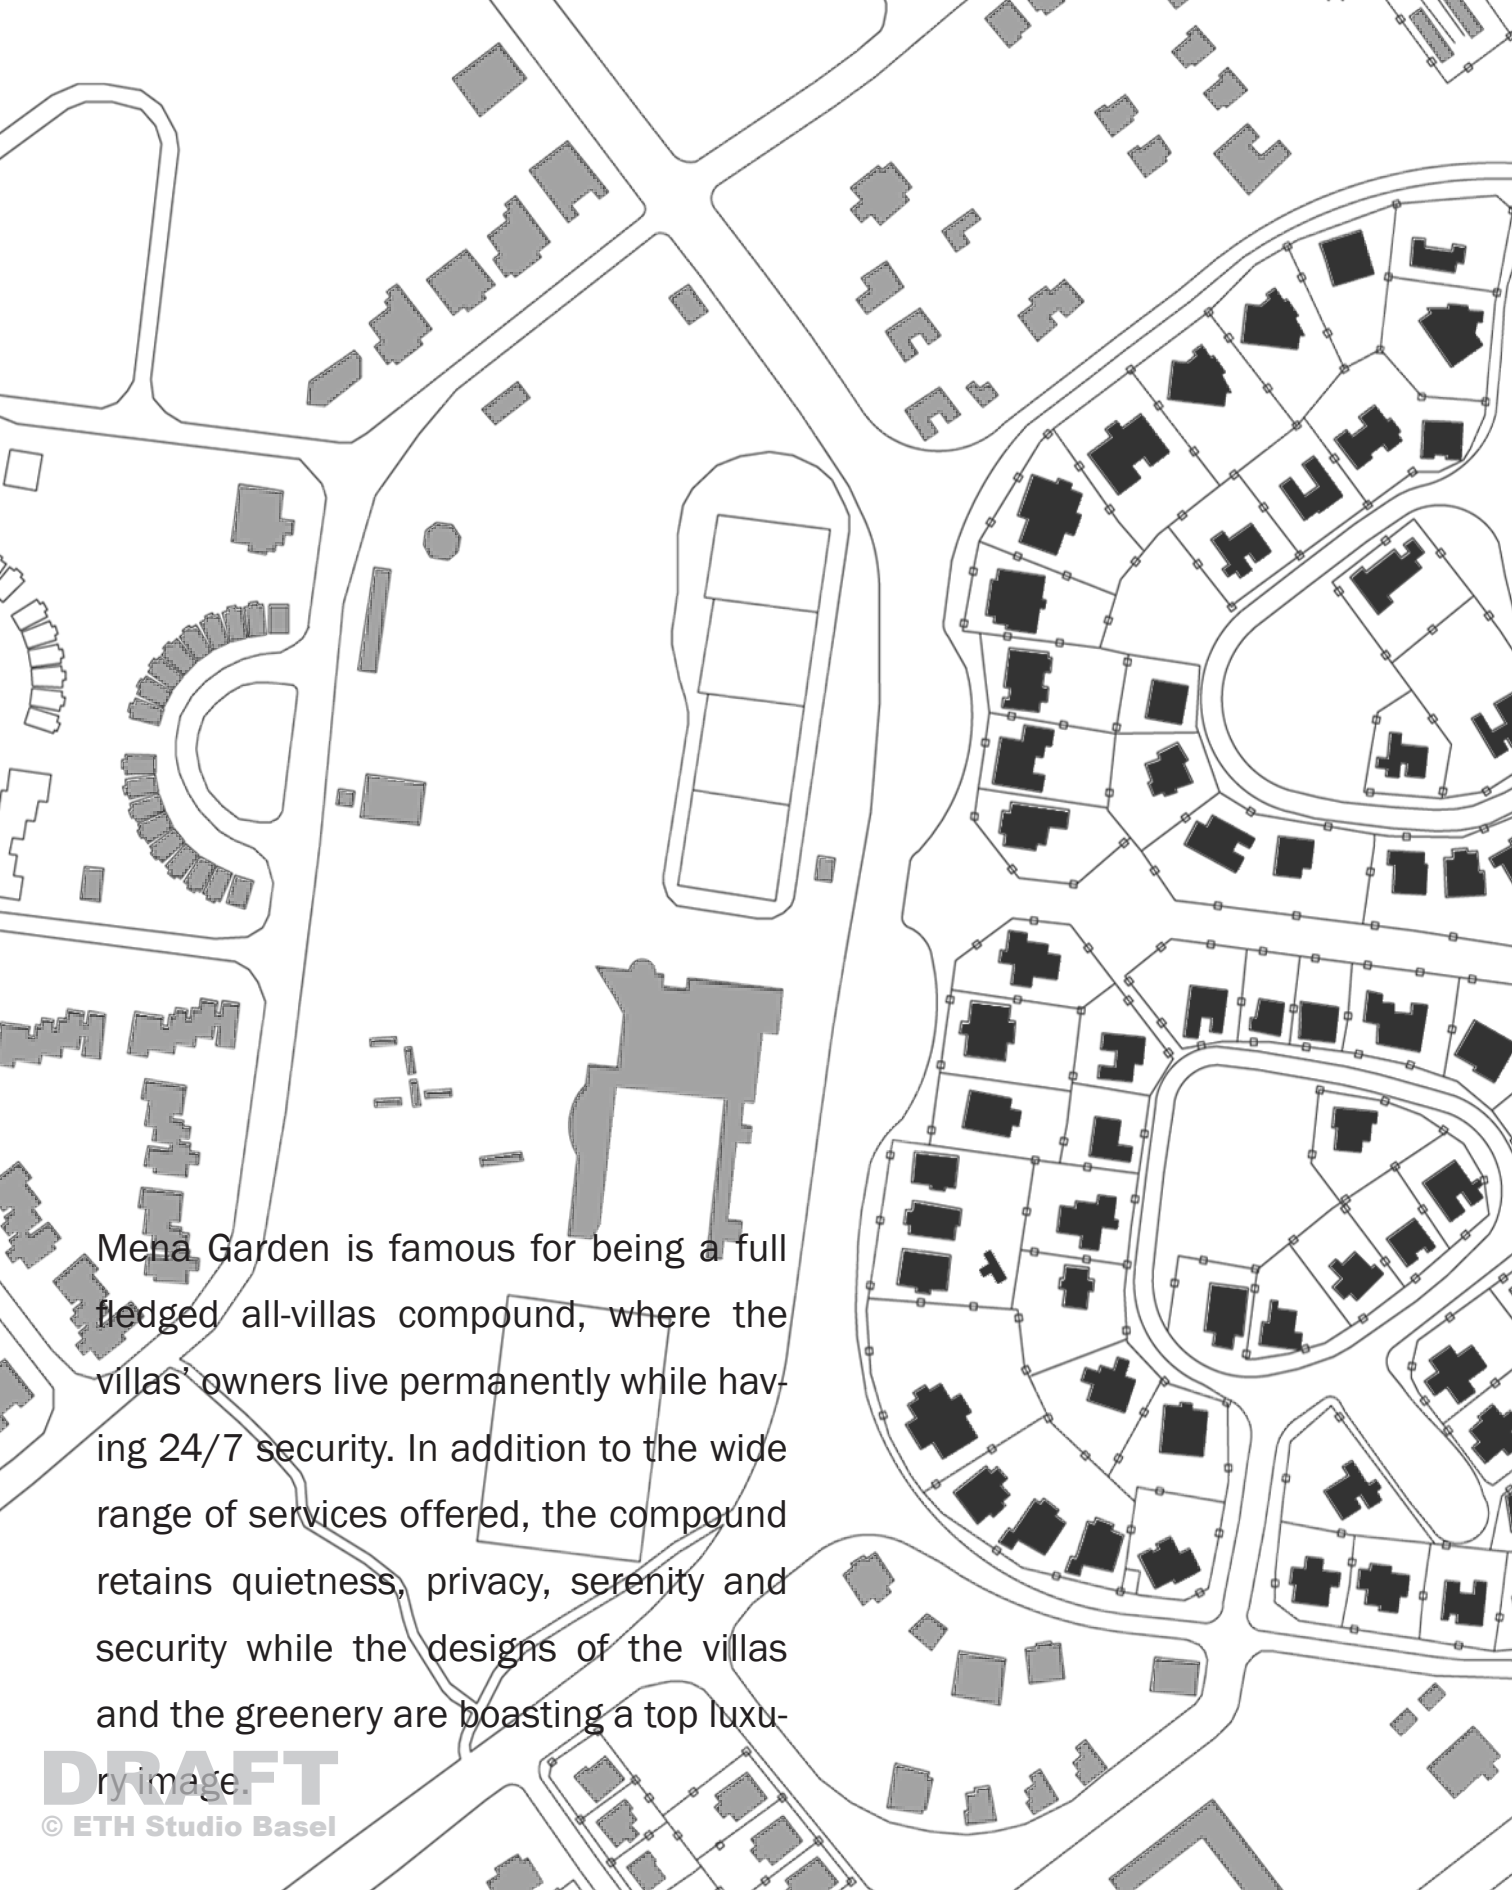 Mena Garden is famous for being a full
fledged all-villas compound, where the
villas’ owners live permanently while hav-
ing 24/7 security. In addition to the wide
range of services offered, the compound
retains quietness, privacy, serenity and
security while the designs of the villas
and the greenery are boasting a top luxu-
ry image.
DRAFT
© ETH Studio Basel